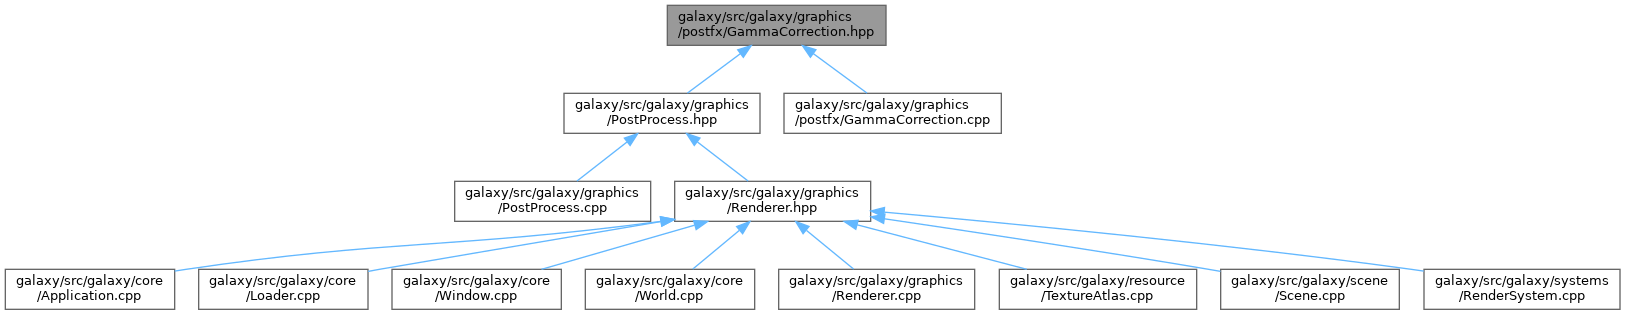 galaxy/src/galaxy/graphics
/postfx/GammaCorrection.hpp
galaxy/src/galaxy/graphics
/PostProcess.hpp
galaxy/src/galaxy/graphics
/postfx/GammaCorrection.cpp
galaxy/src/galaxy/graphics
/PostProcess.cpp
galaxy/src/galaxy/graphics
/Renderer.hpp
galaxy/src/galaxy/core
/Application.cpp
galaxy/src/galaxy/core
/Loader.cpp
galaxy/src/galaxy/core
/Window.cpp
galaxy/src/galaxy/core
/World.cpp
galaxy/src/galaxy/graphics
/Renderer.cpp
galaxy/src/galaxy/resource
/TextureAtlas.cpp
galaxy/src/galaxy/scene
/Scene.cpp
galaxy/src/galaxy/systems
/RenderSystem.cpp